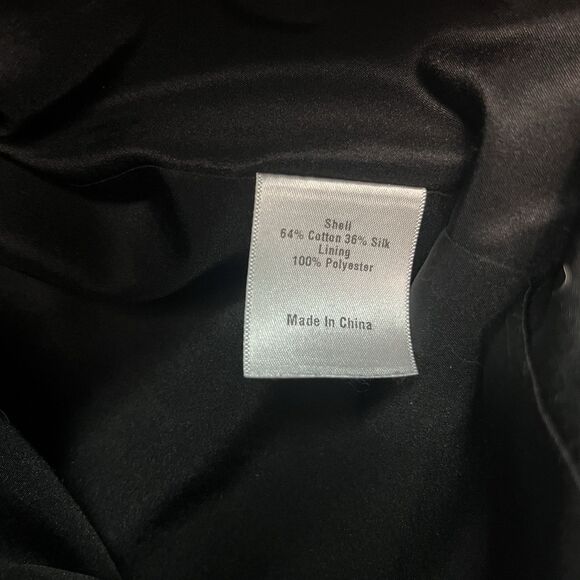 Shell
64% Cotton 36% Silk
Lining
100% Polyester
Made In China